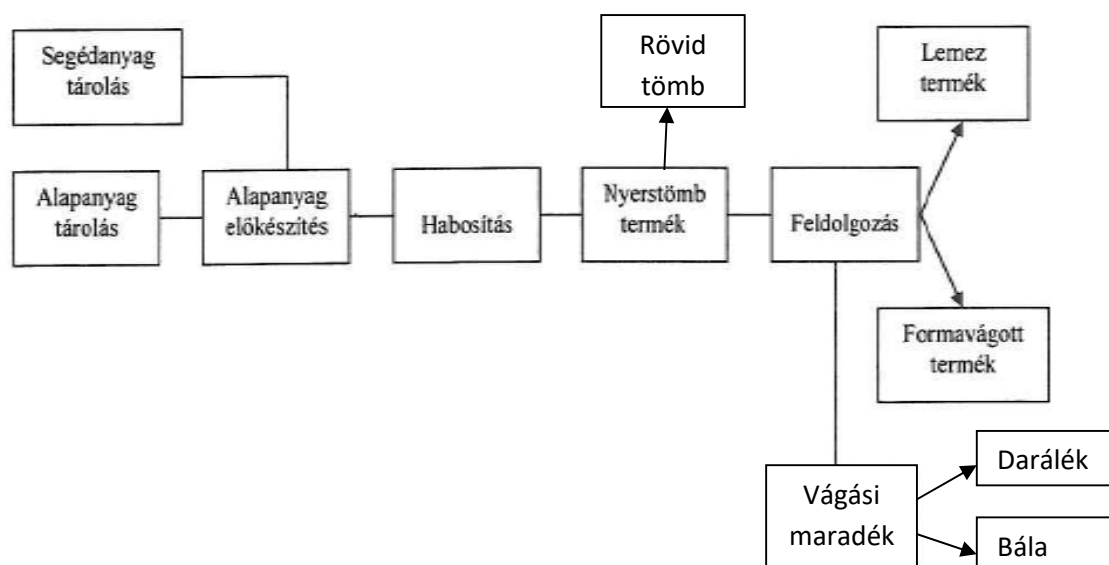 Segédanyag
tárolás
Rövid
tömb
Lemez
termék
Alapanyag
tárolás
Alapanyag
előkészítés
Habosítás
Nyerstömb
termék
Feldolgozás
Formavágott
termék
Vágási
maradék
Darálék
Bála